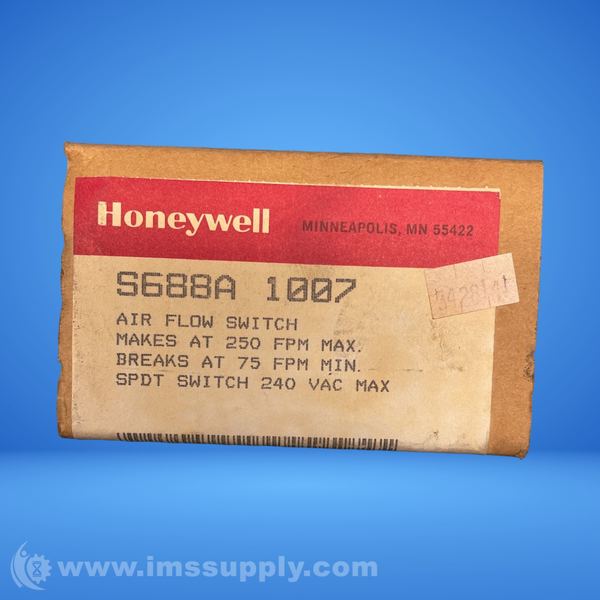 Honeywell MINNEAPOLIS, MN 55422
S688A 1007
AIR FLOW SWITCH
MAKES AT 250 FPM MAX.
BREAKS AT 75 FPM MIN.
SPDT SWITCH 240 VAC MAX
www.imssupply.com